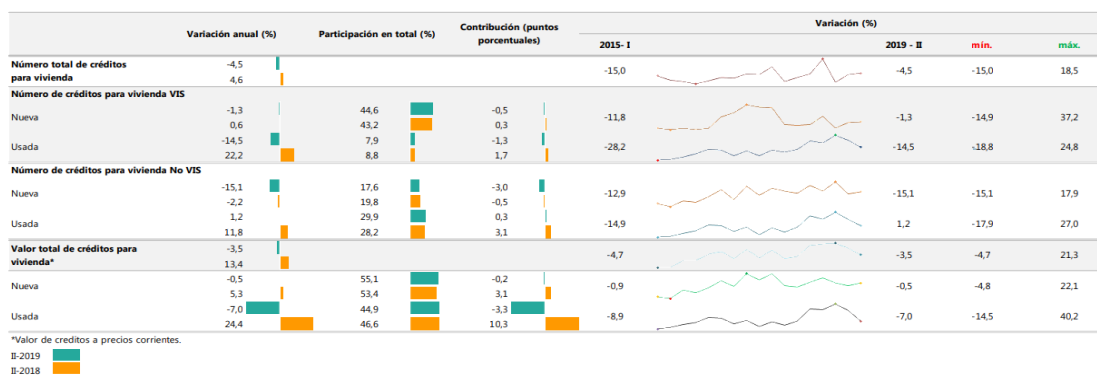 Variación anual (%) Participación en total (%) Contribución (puntos porcentuales) Variación (%)
2015- I 2019 - II mín. máx.
Número total de créditos para vivienda -4,5 -15,0 -4,5 -15,0 18,5
4,6
Número de créditos para vivienda VIS
Nueva -1,3 44,6 -0,5 -11,8 -1,3 -14,9 37,2
0,6 43,2 0,3
Usada -14,5 7,9 -1,3 -28,2 -14,5 -18,8 24,8
22,2 8,8 1,7
Número de créditos para vivienda No VIS
Nueva -15,1 17,6 -3,0 -12,9 -15,1 -15,1 17,9
-2,2 19,8 -0,5
Usada 1,2 29,9 0,3 -14,9 1,2 -17,9 27,0
11,8 28,2 3,1
Valor total de créditos para vivienda* -3,5 -4,7 -3,5 -4,7 21,3
13,4
Nueva -0,5 55,1 -0,2 -0,9 -0,5 -4,8 22,1
5,3 53,4 3,1
Usada -7,0 44,9 -3,3 -8,9 -7,0 -14,5 40,2
24,4 46,6 10,3
*Valor de creditos a precios corrientes.
II-2019
II-2018